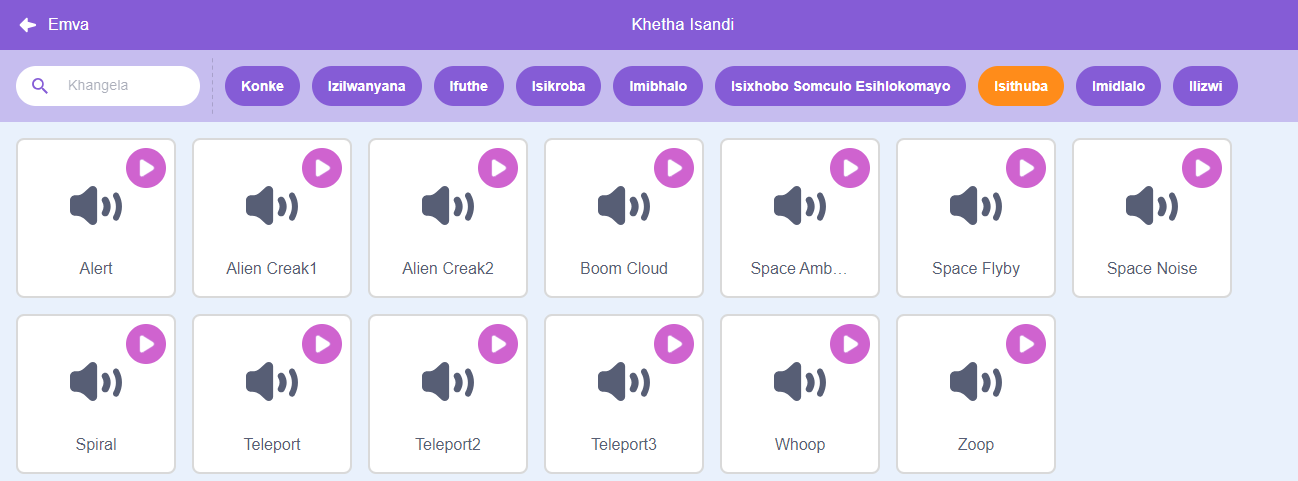 Emva
Khetha Isandi
Khangela
Konke
Izilwanyana
Ifuthe
Isikroba
Imibhalo
Isixhobo Somculo Esihlokomayo
Isithuba
Imidlalo
Ilizwi
Alert
Alien Creak1
Alien Creak2
Boom Cloud
Space Amb…
Space Flyby
Space Noise
Spiral
Teleport
Teleport2
Teleport3
Whoop
Zoop